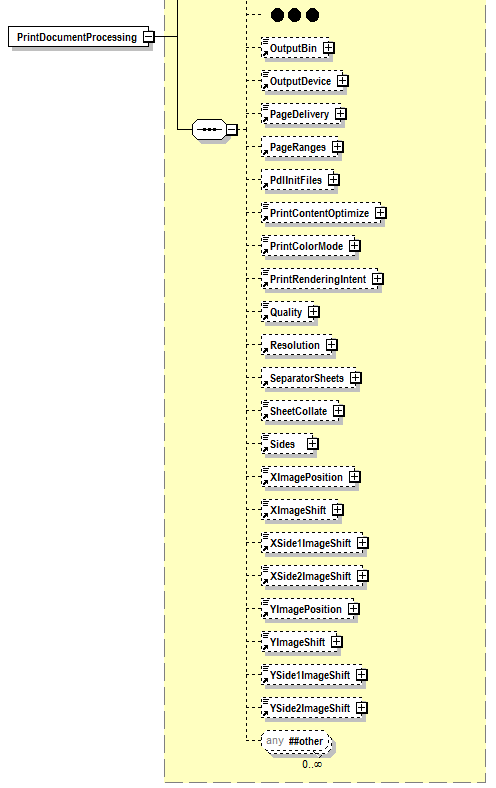 PrintDocumentProcessing
OutputBin
OutputDevice
PageDelivery
PageRanges
PdlInitFiles
PrintContentOptimize
PrintColorMode
PrintRenderingIntent
Quality
Resolution
SeparatorSheets
SheetCollate
Sides
XImagePosition
XImageShift
XSide1ImageShift
XSide2ImageShift
YImagePosition
YImageShift
YSide1ImageShift
YSide2ImageShift
any ##other
0..∞